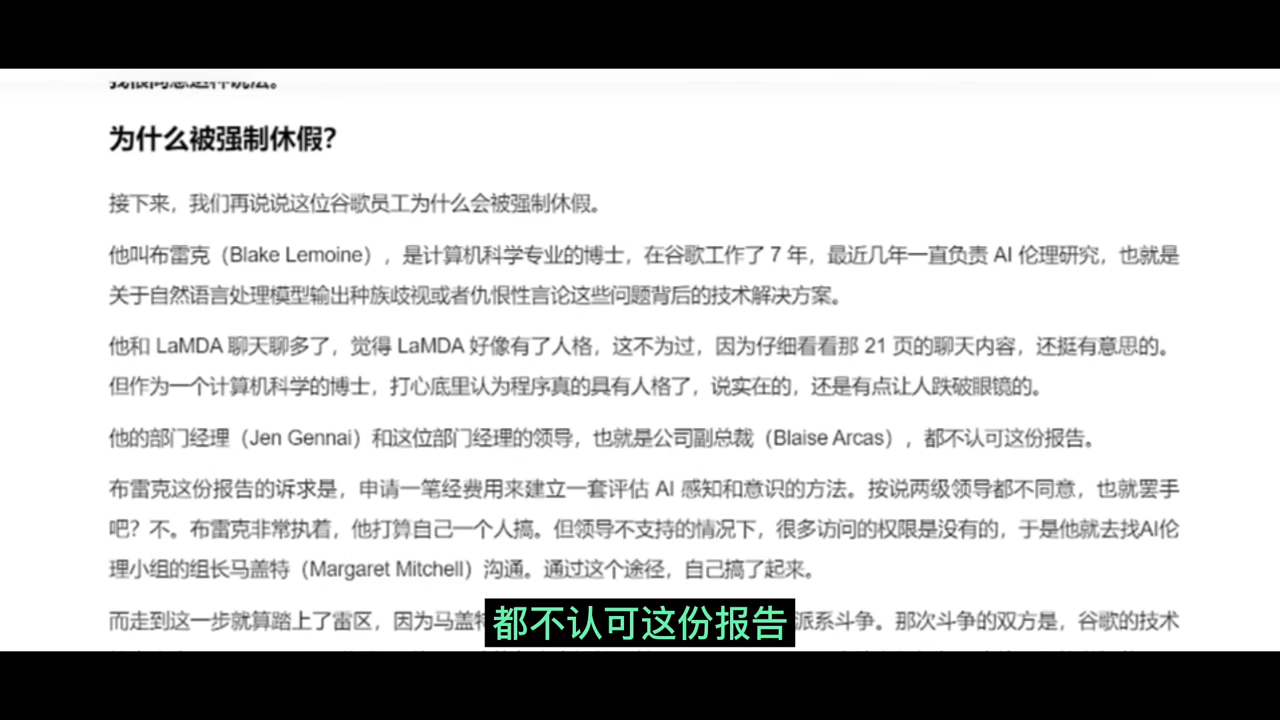 我很同意这种说法。
为什么被强制休假？
接下来，我们再说说这位谷歌员工为什么会被强制休假。
他叫布雷克（Blake Lemoine），是计算机科学专业的博士，在谷歌工作了 7 年，最近几年一直负责 AI 伦理研究，也就是
关于自然语言处理模型输出种族歧视或者仇恨性言论这些问题背后的技术解决方案。
他和 LaMDA 聊天聊多了，觉得 LaMDA 好像有了人格，这不为过，因为仔细看看那 21 页的聊天内容，还挺有意思的。
但作为一个计算机科学的博士，打心底里认为程序真的具有人格了，说实在的，还是有点让人跌破眼镜的。
他的部门经理（Jen Gennai）和这位部门经理的领导，也就是公司副总裁（Blaise Arcas），都不认可这份报告。
布雷克这份报告的诉求是，申请一笔经费用来建立一套评估 AI 感知和意识的方法。按说两级领导都不同意，也就罢手
吧？不。布雷克非常执着，他打算自己一个人搞。但领导不支持的情况下，很多访问的权限是没有的，于是他就去找AI伦
理小组的组长马盖特（Margaret Mitchell）沟通。通过这个途径，自己搞了起来。
而走到这一步就算踏上了雷区，因为马盖 派系斗争。那次斗争的双方是，谷歌的技术
都不认可这份报告